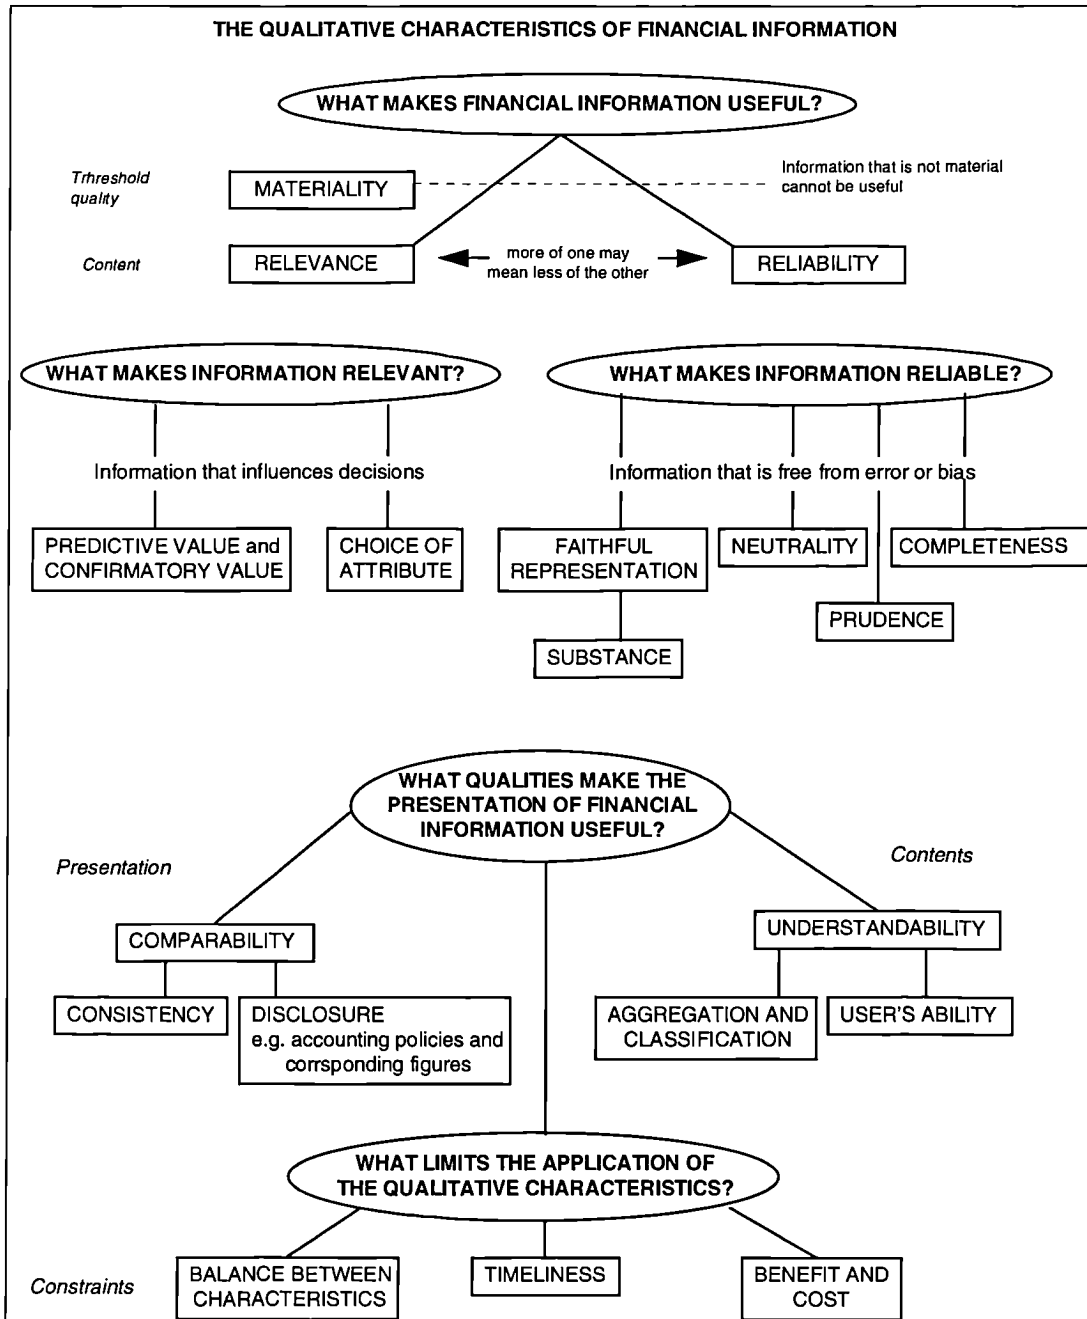 THE QUALITATIVE CHARACTERISTICS OF FINANCIAL INFORMATION
WHAT MAKES FINANCIAL INFORMATION USEFUL?
Trhreshold
quality
MATERIALITY
Information that is not material
cannot be useful
Content
RELEVANCE
more of one may
mean less of the other
RELIABILITY
WHAT MAKES INFORMATION RELEVANT?
WHAT MAKES INFORMATION RELIABLE?
Information that influences decisions
Information that is free from error or bias
PREDICTIVE VALUE and
CONFIRMATORY VALUE
CHOICE OF
ATTRIBUTE
FAITHFUL
REPRESENTATION
NEUTRALITY
COMPLETENESS
PRUDENCE
SUBSTANCE
WHAT QUALITIES MAKE THE
PRESENTATION OF FINANCIAL
INFORMATION USEFUL?
Presentation
Contents
COMPARABILITY
UNDERSTANDABILITY
CONSISTENCY
DISCLOSURE
e.g. accounting policies and
corrsponding figures
AGGREGATION AND
CLASSIFICATION
USER'S ABILITY
WHAT LIMITS THE APPLICATION OF
THE QUALITATIVE CHARACTERISTICS?
Constraints
BALANCE BETWEEN
CHARACTERISTICS
TIMELINESS
BENEFIT AND
COST